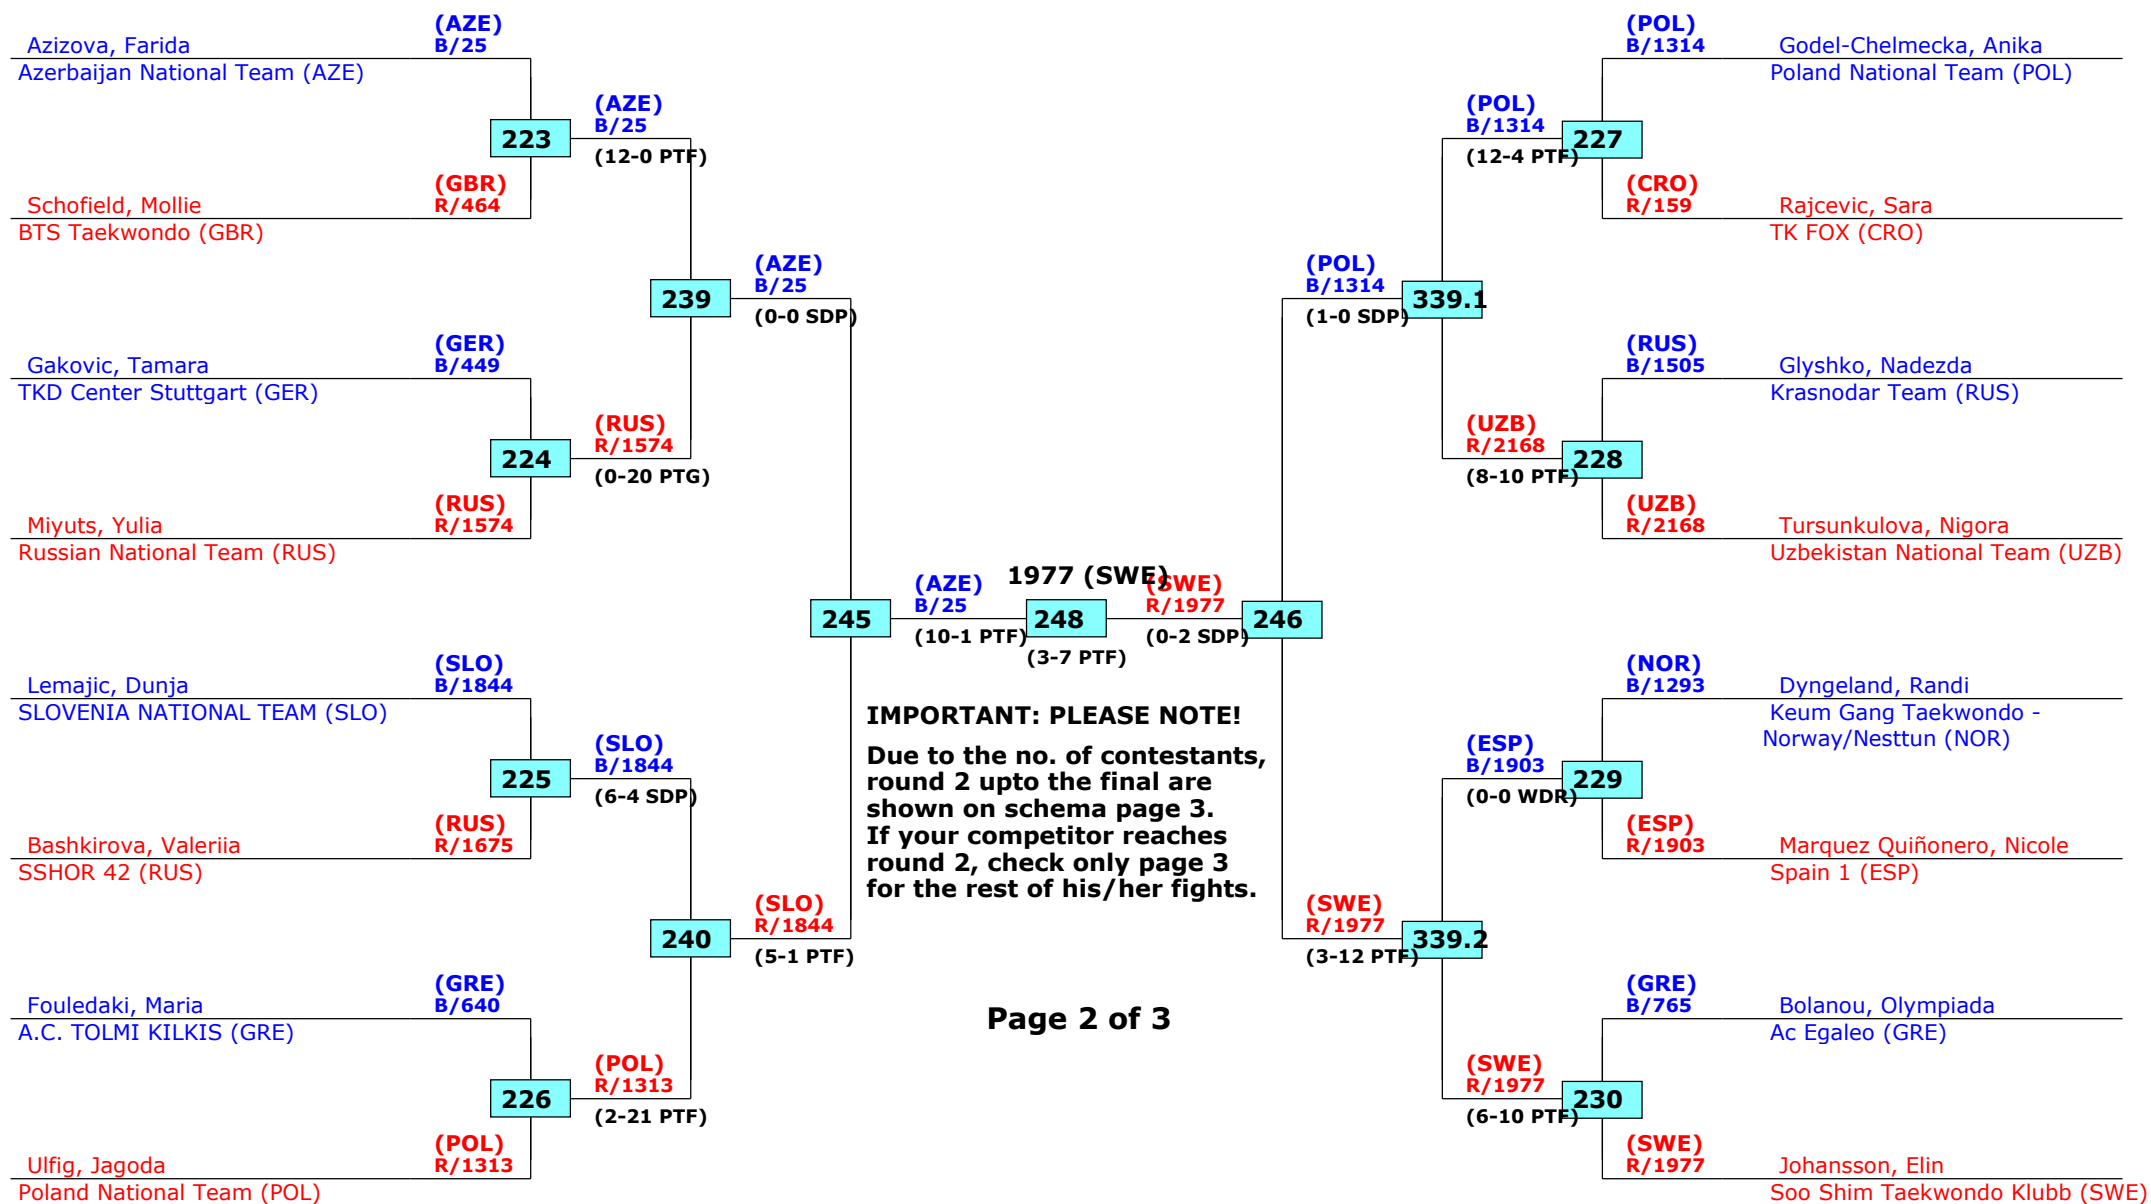 (AZE)
B/25
Azizova, Farida
Azerbaijan National Team (AZE)
(AZE)
B/25
223
(12-0 PTF)
(GBR)
R/464
Schofield, Mollie
BTS Taekwondo (GBR)
(AZE)
B/25
239
(0-0 SDP)
(GER)
B/449
Gakovic, Tamara
TKD Center Stuttgart (GER)
(RUS)
R/1574
224
(0-20 PTG)
(RUS)
R/1574
Miyuts, Yulia
Russian National Team (RUS)
245
(AZE)
B/25
(10-1 PTF)
1977 (SWE)
248
(3-7 PTF)
(SWE)
R/1977
(0-2 SDP)
246
(SLO)
B/1844
Lemajic, Dunja
SLOVENIA NATIONAL TEAM (SLO)
(SLO)
B/1844
225
(6-4 SDP)
(RUS)
R/1675
Bashkirova, Valeriia
SSHOR 42 (RUS)
(SLO)
R/1844
240
(5-1 PTF)
(GRE)
B/640
Fouledaki, Maria
A.C. TOLMI KILKIS (GRE)
(POL)
R/1313
226
(2-21 PTF)
(POL)
R/1313
Ulfig, Jagoda
Poland National Team (POL)
IMPORTANT: PLEASE NOTE!
Due to the no. of contestants,
round 2 upto the final are
shown on schema page 3.
If your competitor reaches
round 2, check only page 3
for the rest of his/her fights.
Page 2 of 3
(POL)
B/1314
Godel-Chelmecka, Anika
Poland National Team (POL)
(POL)
B/1314
227
(12-4 PTF)
(CRO)
R/159
Rajcevic, Sara
TK FOX (CRO)
(POL)
B/1314
339.1
(1-0 SDP)
(RUS)
B/1505
Glyshko, Nadezda
Krasnodar Team (RUS)
(UZB)
R/2168
228
(8-10 PTF)
(UZB)
R/2168
Tursunkulova, Nigora
Uzbekistan National Team (UZB)
(NOR)
B/1293
Dyngeland, Randi
Keum Gang Taekwondo -
Norway/Nesttun (NOR)
(ESP)
B/1903
229
(0-0 WDR)
(ESP)
R/1903
Marquez Quiñonero, Nicole
Spain 1 (ESP)
(SWE)
R/1977
339.2
(3-12 PTF)
(GRE)
B/765
Bolanou, Olympiada
Ac Egaleo (GRE)
(SWE)
R/1977
230
(6-10 PTF)
(SWE)
R/1977
Johansson, Elin
Soo Shim Taekwondo Klubb (SWE)